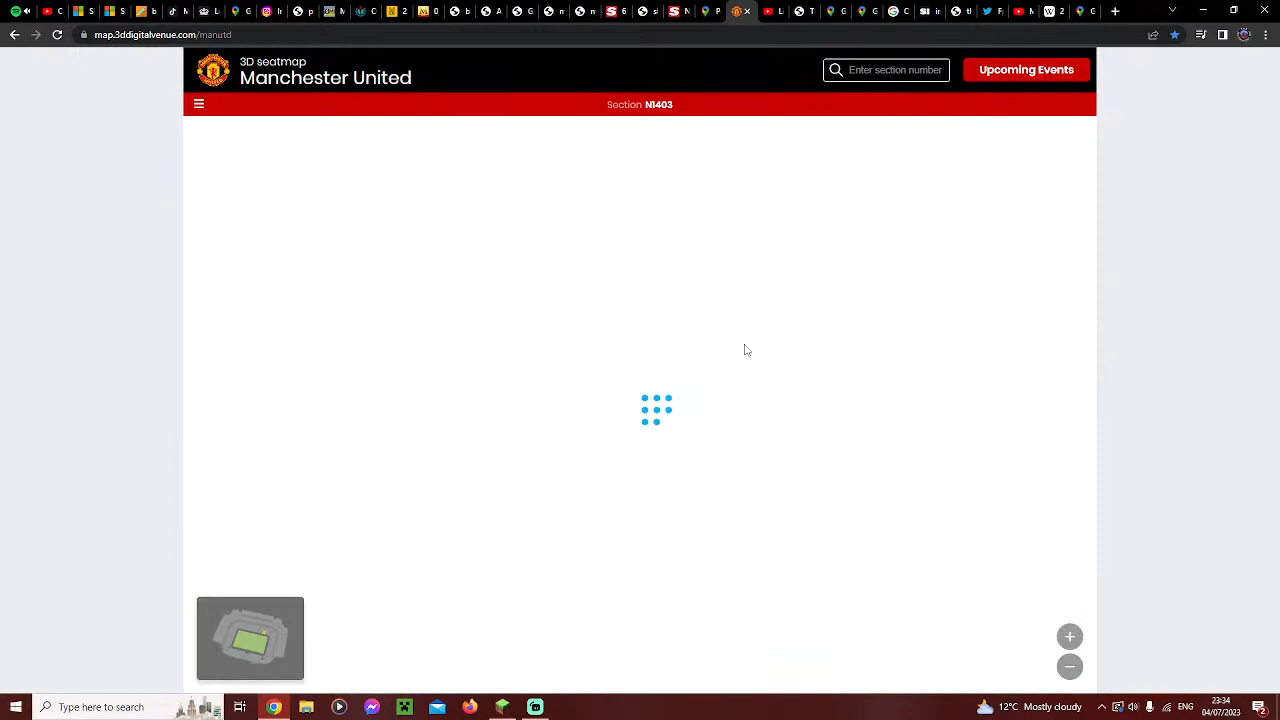 map.3ddigitalvenue.com/manutd
3D seatmap
Manchester United
Enter section number
Upcoming Events
Section N1403
Type here to search
12°C Mostly cloudy
ENG
23:34
04/07/2023